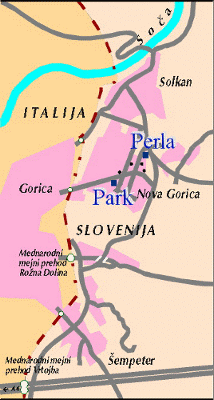 Soča
Solkan
ITALIJA
Perla
Gorica
Park
Nova Gorica
SLOVENIJA
Mednarodni
mejni prehod
Rožna Dolina
Mednarodni mejni
prehod Vrtojba
Šempeter